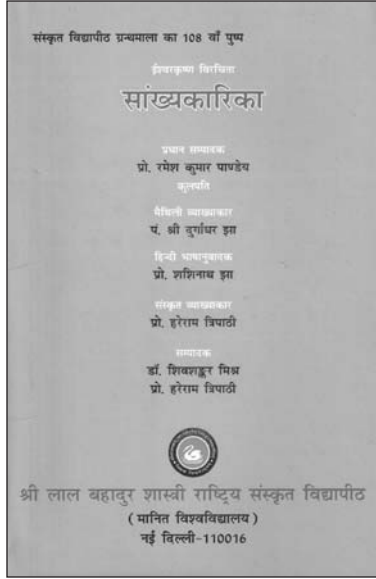 संस्कृत विद्यापीठ ग्रन्थमाला का 108 वाँ पुष्प
ईश्वरकृष्ण विरचिता
सांख्यकारिका
प्रधान सम्पादक
प्रो. रमेश कुमार पाण्डेय
कुलपति
मैथिली व्याख्याकार
पं. श्री दुर्गाधर झा
हिन्दी भाषानुवादक
प्रो. शशिनाथ झा
संस्कृत व्याख्याकार
प्रो. हरेराम त्रिपाठी
सम्पादक
डॉ. शिवशङ्कर मिश्र
प्रो. हरेराम त्रिपाठी
श्री लाल बहादुर शास्त्री राष्ट्रिय संस्कृत विद्यापीठ
(मानित विश्वविद्यालय)
नई दिल्ली-110016